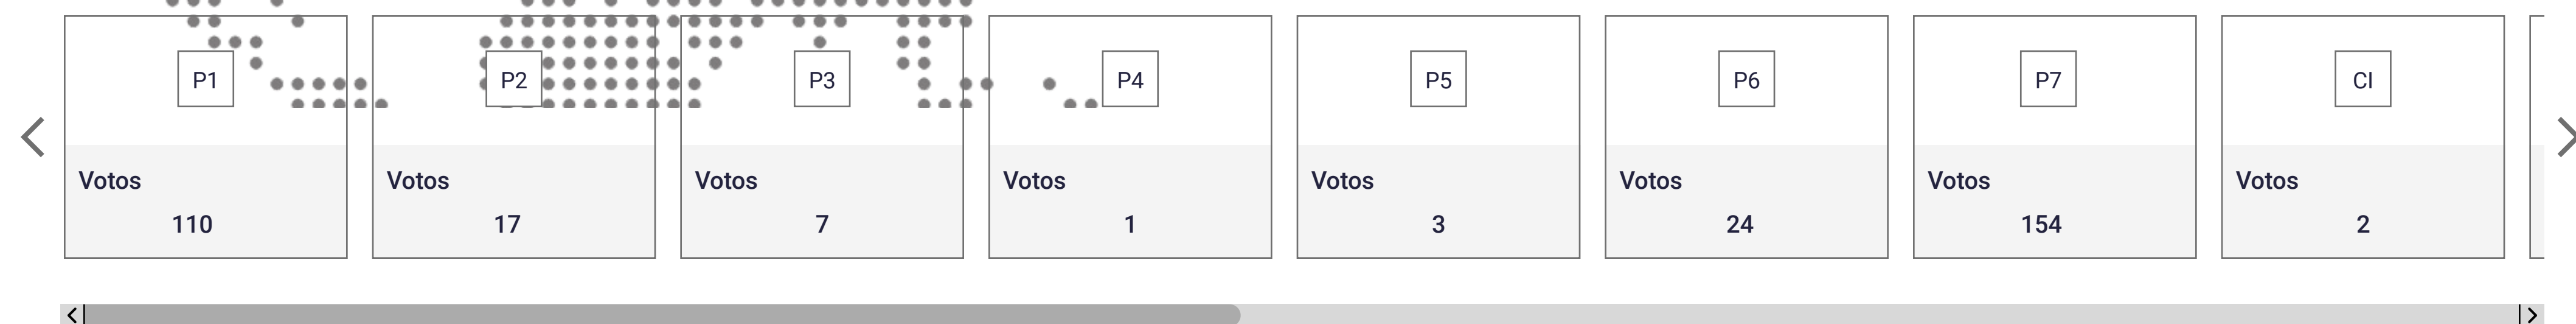 P1 P2 P3 P4 P5 P6 P7 CI
Votos Votos Votos Votos Votos Votos Votos Votos
110 17 7 1 3 24 154 2